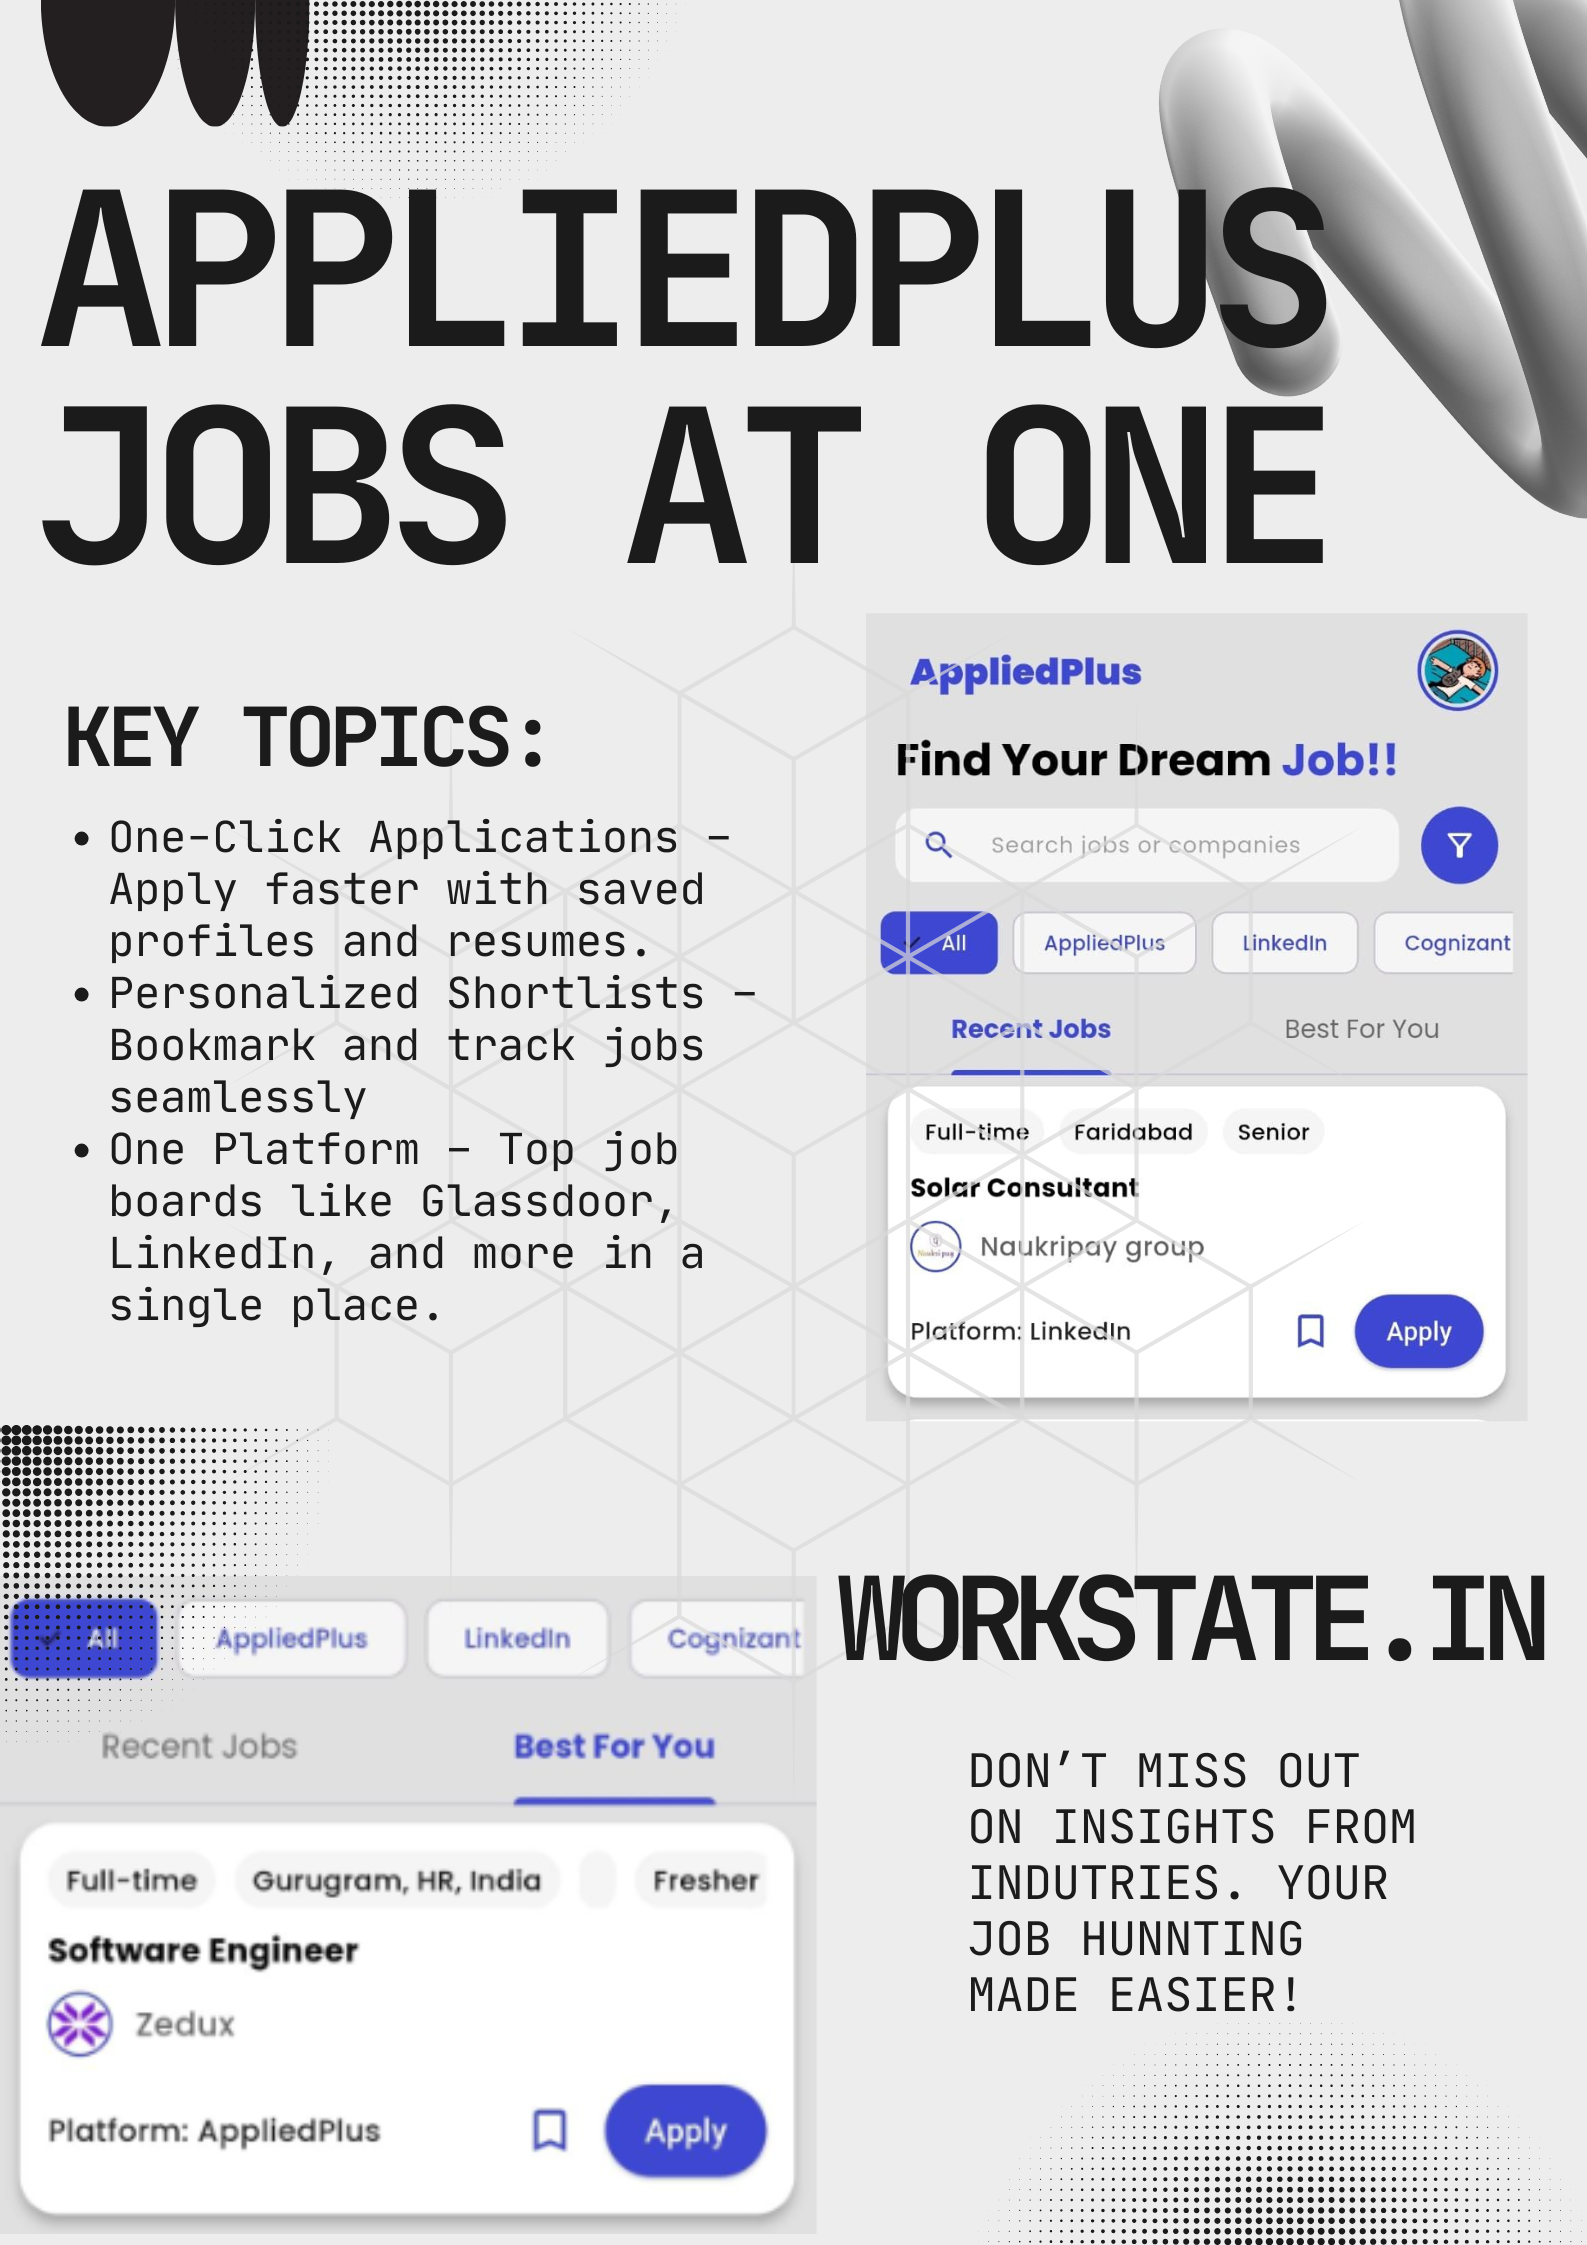 APPLIEDPLUS
JOBS AT ONE
KEY TOPICS:
• One-Click Applications –
Apply faster with saved
profiles and resumes.
• Personalized Shortlists –
Bookmark and track jobs
seamlessly
• One Platform – Top job
boards like Glassdoor,
LinkedIn, and more in a
single place.
AppliedPlus
Find Your Dream Job!!
Search jobs or companies
All AppliedPlus LinkedIn Cognizant
Recent Jobs Best For You
Full-time Faridabad Senior
Solar Consultant
Naukri pay
Naukripay group
Platform: LinkedIn Apply
All AppliedPlus LinkedIn Cognizant
Recent Jobs Best For You
Full-time Gurugram, HR, India Fresher
Software Engineer
Zedux
Platform: AppliedPlus Apply
WORKSTATE.IN
DON’T MISS OUT
ON INSIGHTS FROM
INDUTRIES. YOUR
JOB HUNNTING
MADE EASIER!